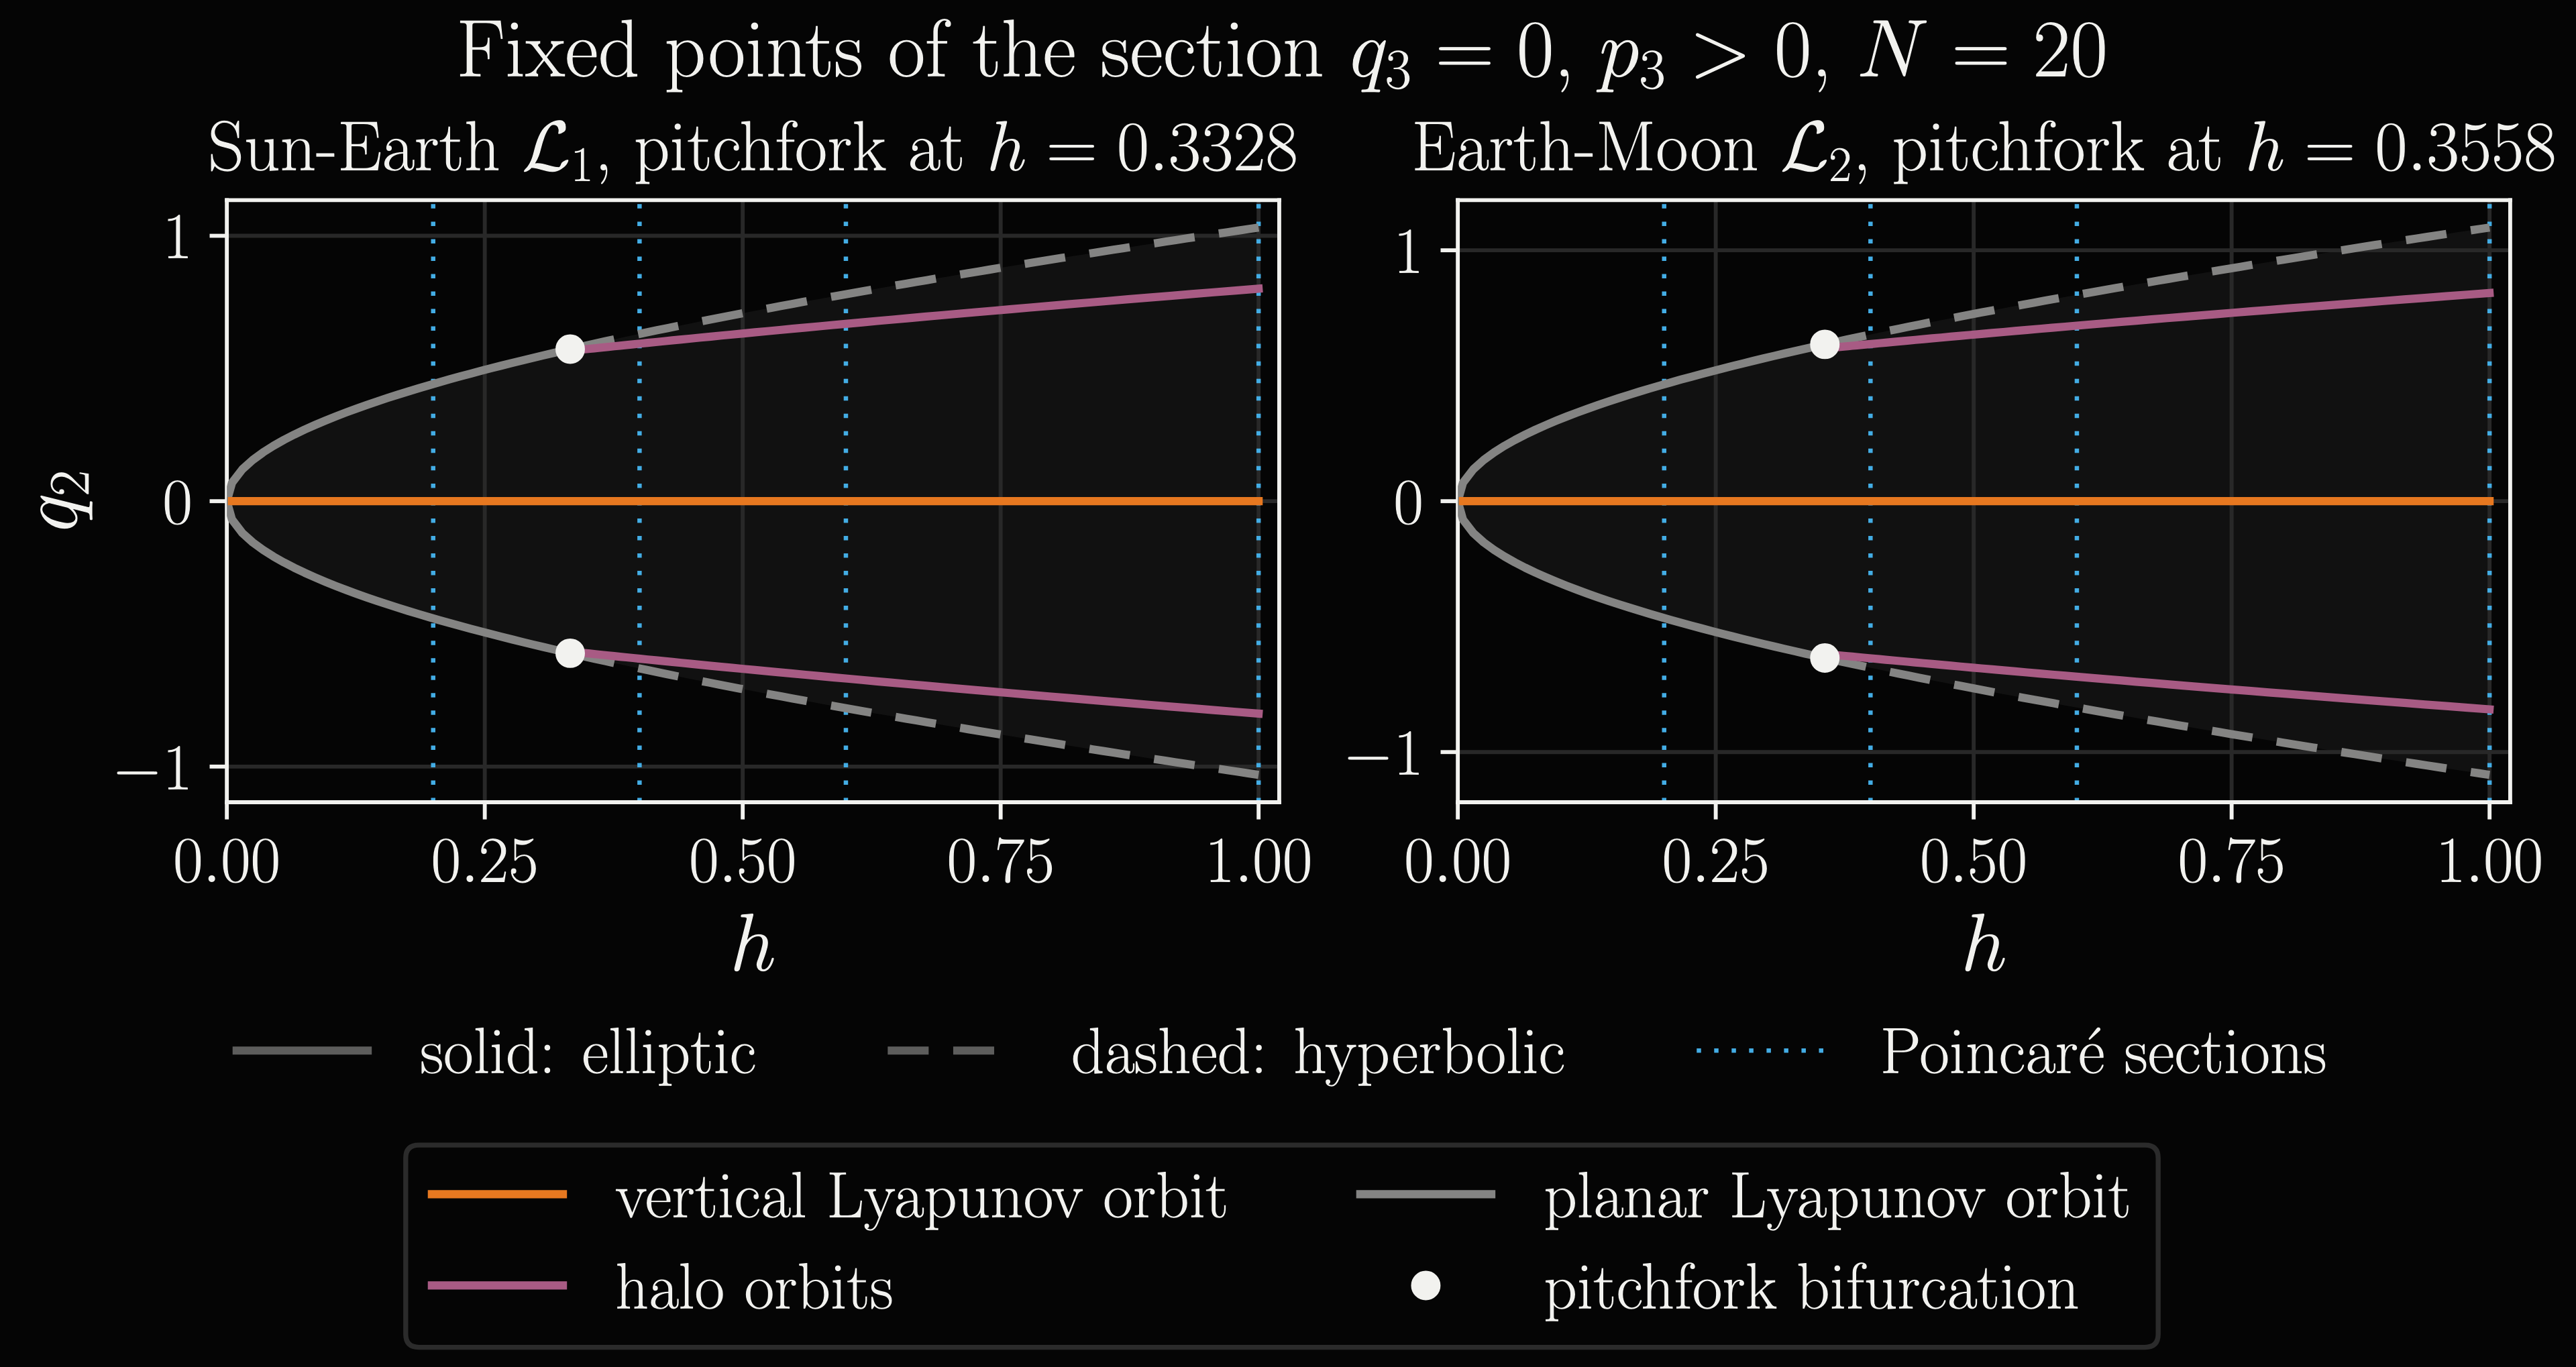 Fixed points of the section q₃ = 0, p₃ > 0, N = 20
Sun-Earth ℒ₁, pitchfork at h = 0.3328
Earth-Moon ℒ₂, pitchfork at h = 0.3558
q₂
1
0
−1
0.00 0.25 0.50 0.75 1.00
h
1
0
−1
0.00 0.25 0.50 0.75 1.00
h
solid: elliptic
dashed: hyperbolic
Poincaré sections
vertical Lyapunov orbit
planar Lyapunov orbit
halo orbits
pitchfork bifurcation